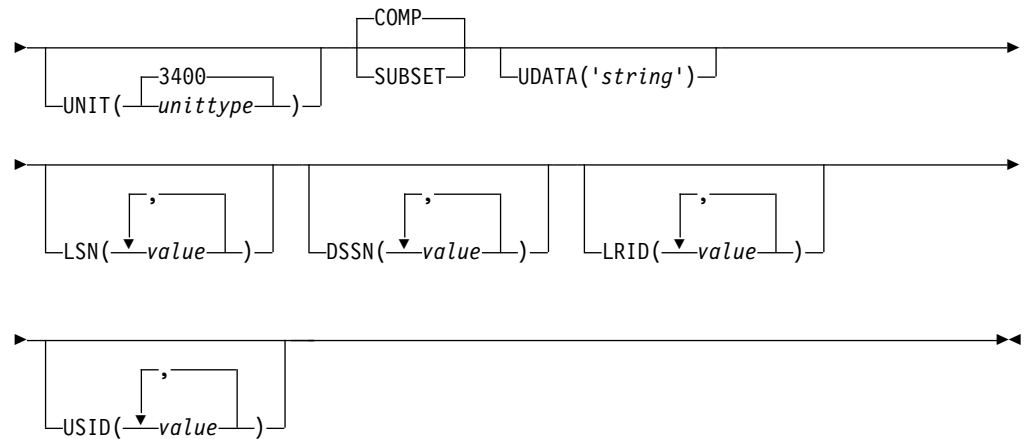 COMP
3400
SUBSET
UDATA('string')
UNIT(unittype)
, , ,
LSN(value) DSSN(value) LRID(value)
,
USID(value)